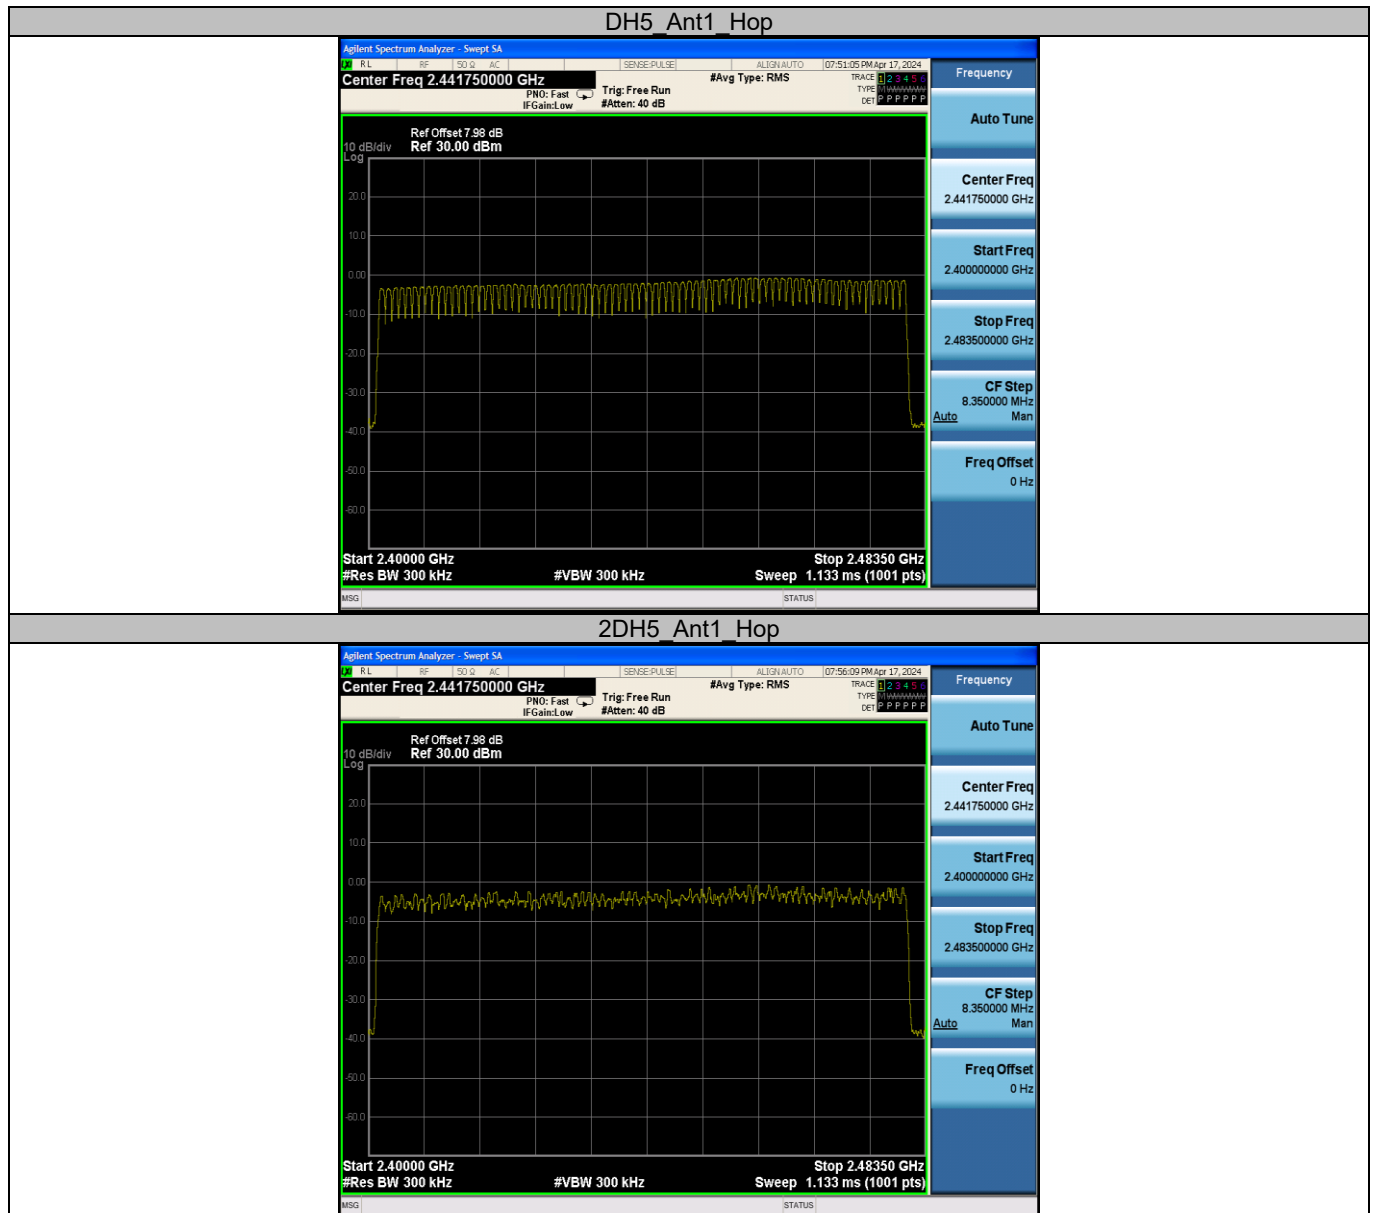 DH5_Ant1_Hop
Agilent Spectrum Analyzer - Swept SA
RL RF 50 Ω AC SENSE:PULSE ALIGN AUTO 07:51:05 PM Apr 17, 2024
Center Freq 2.441750000 GHz
#Avg Type: RMS
TRACE 1 2 3 4 5 6
PNO: Fast Trig: Free Run
TYPE M
IFGain:Low #Atten: 40 dB
DET P P P P P P
Frequency
Auto Tune
Ref Offset 7.98 dB
10 dB/div Ref 30.00 dBm
Log
20.0
10.0
0.00
-10.0
-20.0
-30.0
-40.0
-50.0
-60.0
Center Freq
2.441750000 GHz
Start Freq
2.400000000 GHz
Stop Freq
2.483500000 GHz
CF Step
8.350000 MHz
Auto Man
Freq Offset
0 Hz
Start 2.40000 GHz Stop 2.48350 GHz
#Res BW 300 kHz #VBW 300 kHz Sweep 1.133 ms (1001 pts)
MSG STATUS
2DH5_Ant1_Hop
Agilent Spectrum Analyzer - Swept SA
RL RF 50 Ω AC SENSE:PULSE ALIGN AUTO 07:56:09 PM Apr 17, 2024
Center Freq 2.441750000 GHz
#Avg Type: RMS
TRACE 1 2 3 4 5 6
PNO: Fast Trig: Free Run
TYPE M
IFGain:Low #Atten: 40 dB
DET P P P P P P
Frequency
Auto Tune
Ref Offset 7.98 dB
10 dB/div Ref 30.00 dBm
Log
20.0
10.0
0.00
-10.0
-20.0
-30.0
-40.0
-50.0
-60.0
Center Freq
2.441750000 GHz
Start Freq
2.400000000 GHz
Stop Freq
2.483500000 GHz
CF Step
8.350000 MHz
Auto Man
Freq Offset
0 Hz
Start 2.40000 GHz Stop 2.48350 GHz
#Res BW 300 kHz #VBW 300 kHz Sweep 1.133 ms (1001 pts)
MSG STATUS